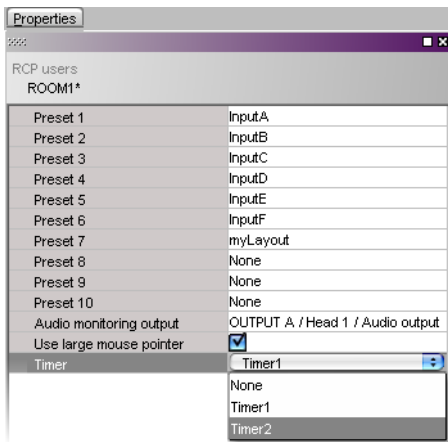 Properties
RCP users
ROOM1*
Preset 1 InputA
Preset 2 InputB
Preset 3 InputC
Preset 4 InputD
Preset 5 InputE
Preset 6 InputF
Preset 7 myLayout
Preset 8 None
Preset 9 None
Preset 10 None
Audio monitoring output OUTPUT A / Head 1 / Audio output
Use large mouse pointer
Timer Timer1
None
Timer1
Timer2